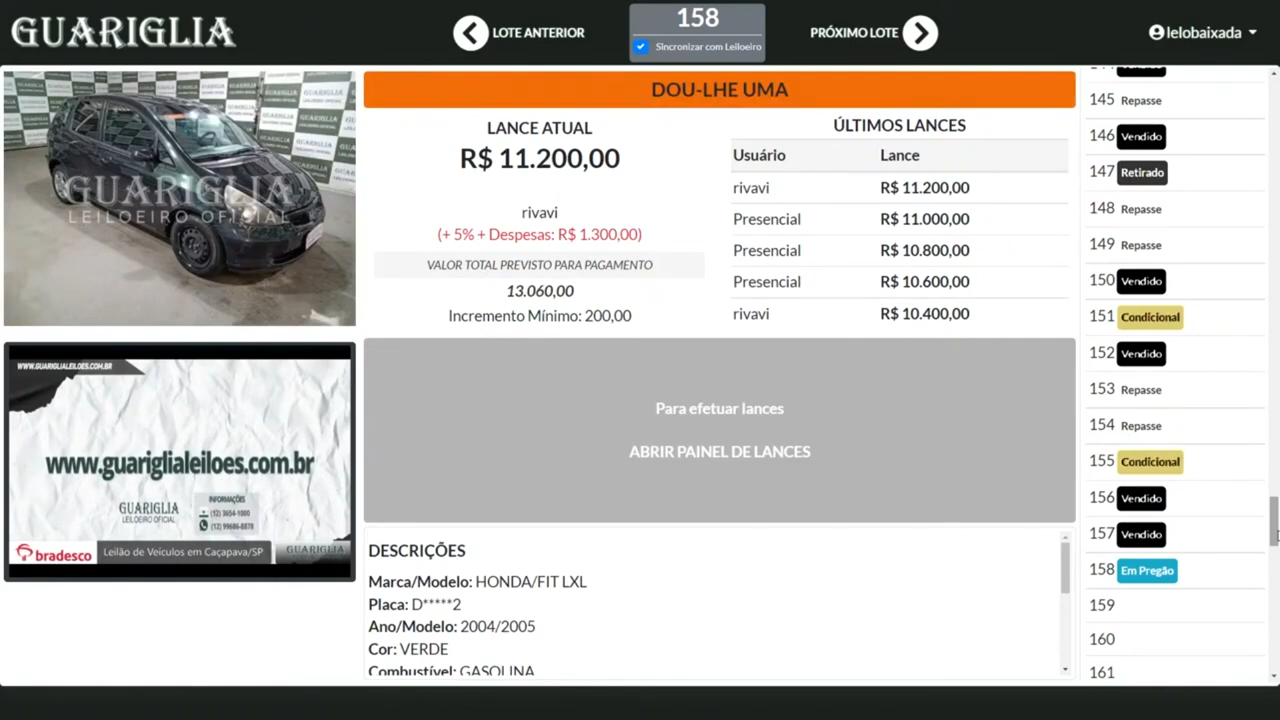 GUARIGLIA
LOTE ANTERIOR
158
Sincronizar com Leiloeiro
PRÓXIMO LOTE
lelobaixada
GUARIGLIA
LEILOEIRO OFICIAL
DOU-LHE UMA
LANCE ATUAL
R$ 11.200,00
rivavi
(+ 5% + Despesas: R$ 1.300,00)
VALOR TOTAL PREVISTO PARA PAGAMENTO
13.060,00
Incremento Mínimo: 200,00
ÚLTIMOS LANCES
Usuário Lance
rivavi R$ 11.200,00
Presencial R$ 11.000,00
Presencial R$ 10.800,00
Presencial R$ 10.600,00
rivavi R$ 10.400,00
WWW.GUARIGLIALEILOES.COM.BR
www.guariglialeiloes.com.br
GUARIGLIA
LEILOEIRO OFICIAL
INFORMAÇÕES
(12) 3654-1000
(12) 99686-8878
bradesco
Leilão de Veículos em Caçapava/SP
GUARIGLIA
Para efetuar lances
ABRIR PAINEL DE LANCES
DESCRIÇÕES
Marca/Modelo: HONDA/FIT LXL
Placa: D*****2
Ano/Modelo: 2004/2005
Cor: VERDE
Combustível: GASOLINA
145 Repasse
146 Vendido
147 Retirado
148 Repasse
149 Repasse
150 Vendido
151 Condicional
152 Vendido
153 Repasse
154 Repasse
155 Condicional
156 Vendido
157 Vendido
158 Em Pregão
159
160
161